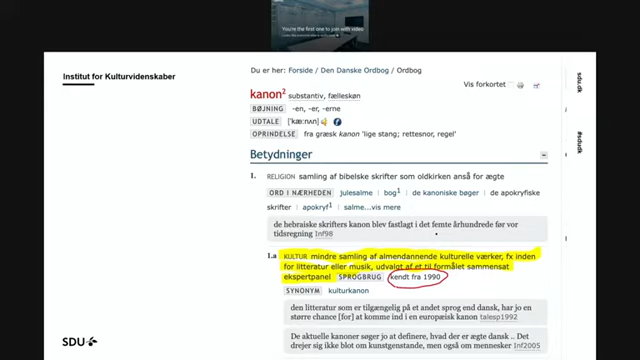 You're the first one to join with video
Institut for Kulturvidenskaber
Du er her: Forside / Den Danske Ordbog / Ordbog
Vis forkortet
kanon² substantiv, fælleskøn
BØJNING -en, -er, -erne
UDTALE [ˈkæːnʌn]
OPRINDELSE fra græsk kanon 'lige stang; rettesnor, regel'
Betydninger
1. RELIGION samling af bibelske skrifter som oldkirken anså for ægte
ORD I NÆRHEDEN julesalme | bog¹ | de kanoniske bøger | de apokryfiske
skrifter | apokryf¹ | salme...vis mere
de hebraiske skrifters kanon blev fastlagt i det femte århundrede før vor
tidsregning Inf98
1.a KULTUR mindre samling af almendannende kulturelle værker, fx inden
for litteratur eller musik, udvalgt af et til formålet sammensat
ekspertpanel SPROGBRUG kendt fra 1990
SYNONYM kulturkanon
den litteratur som er tilgængelig på et andet sprog end dansk, har jo en
større chance [for] at komme ind i en europæisk kanon talesp1992
De aktuelle kanoner søger jo at definere, hvad der er ægte dansk .. Det
drejer sig ikke blot om kunstgenstande, men også om mennesker Inf2005
sdu.dk
#sdudk
SDU